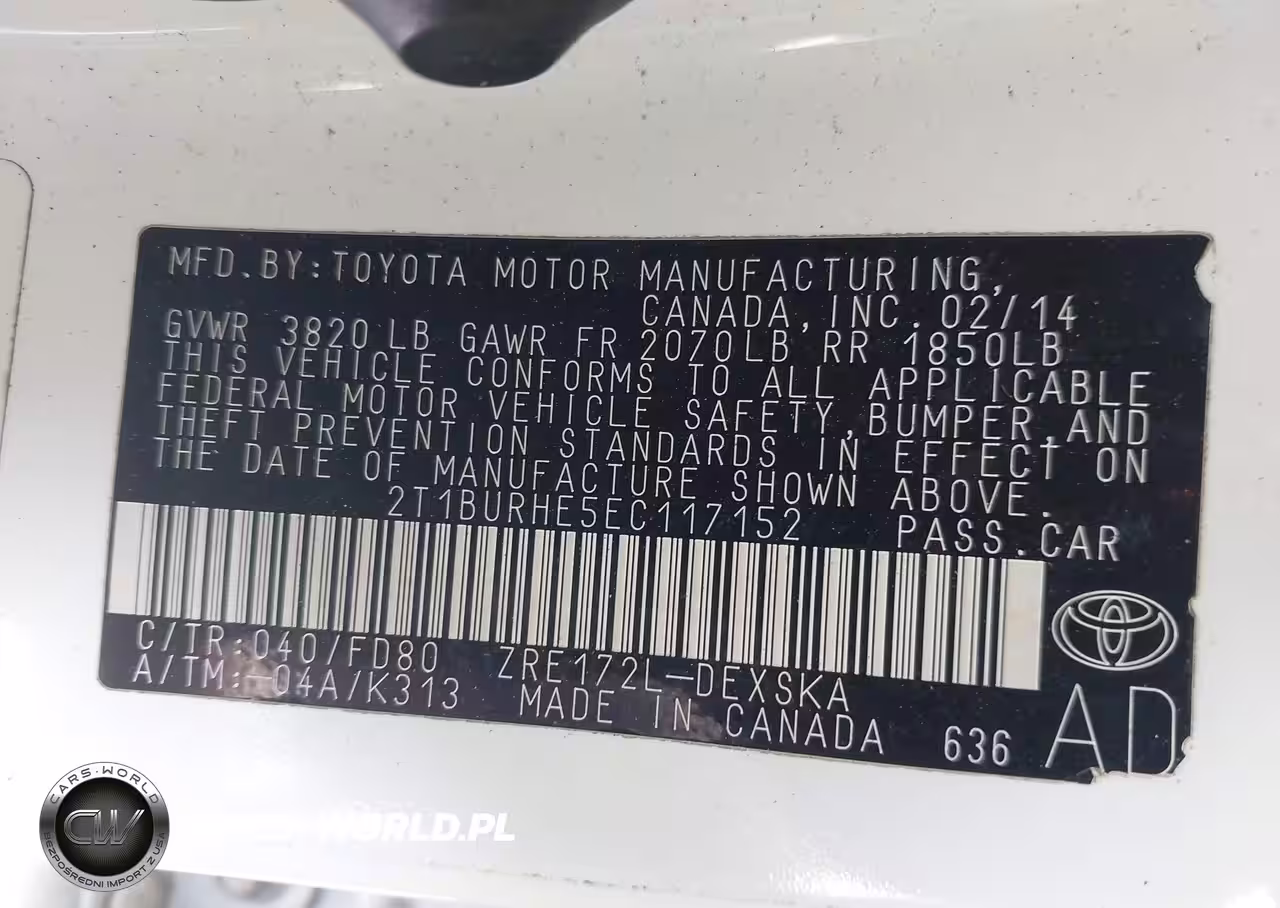 MFD.BY:TOYOTA MOTOR MANUFACTURING,
CANADA,INC. 02/14
GVWR 3820LB GAWR FR 2070LB RR 1850LB
THIS VEHICLE CONFORMS TO ALL APPLICABLE
FEDERAL MOTOR VEHICLE SAFETY,BUMPER,AND
THEFT PREVENTION STANDARDS IN EFFECT ON
THE DATE OF MANUFACTURE SHOWN ABOVE.
2T1BURHE5EC117152 PASS.CAR
C/TR:040/FD80 ZRE172L-DEXSKA
A/TM:-04A/K313 MADE IN CANADA 636 AD
CARS-WORLD
CW
BEZPOŚREDNI IMPORT Z USA
WORLD.PL